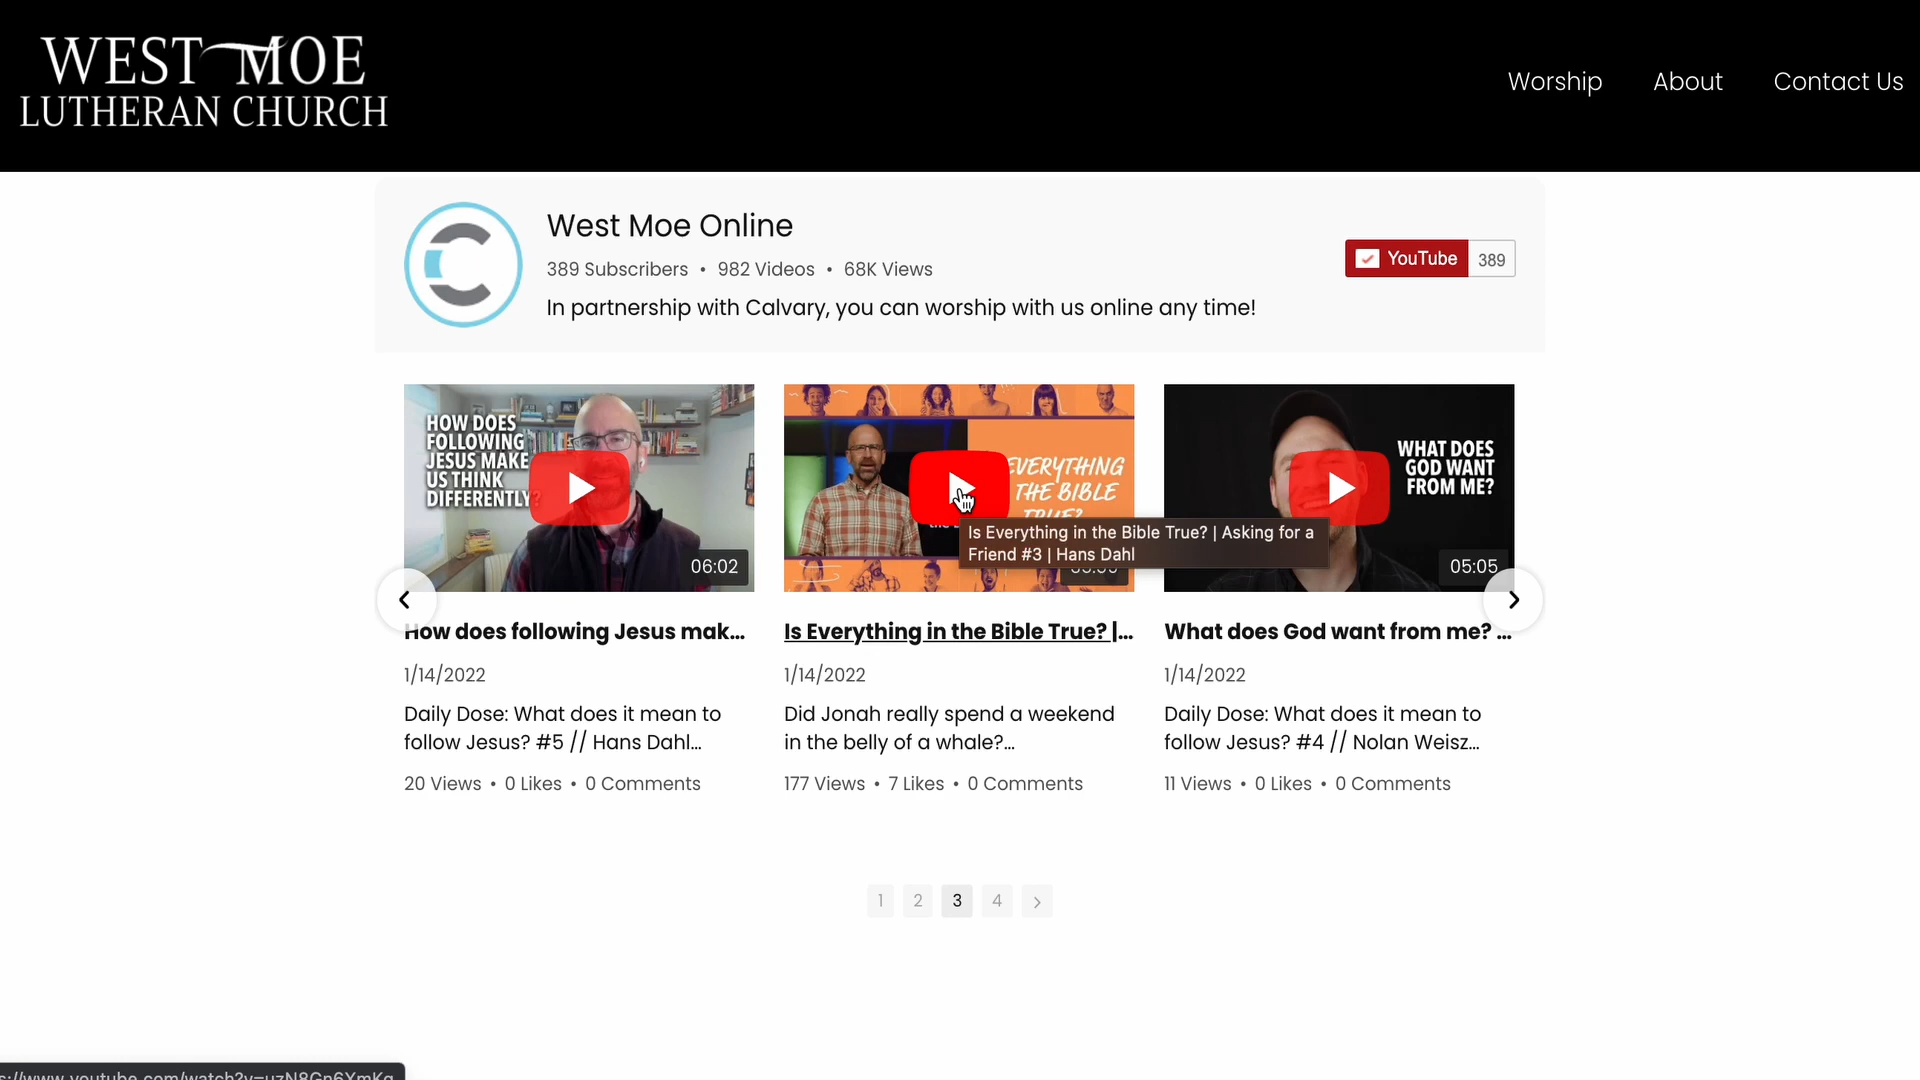 WEST MOE
LUTHERAN CHURCH
Worship About Contact Us
West Moe Online
389 Subscribers • 982 Videos • 68K Views
In partnership with Calvary, you can worship with us online any time!
YouTube 389
HOW DOES
FOLLOWING
JESUS MAKE
US THINK
DIFFERENTLY?
06:02
EVERYTHING
THE BIBLE
TRUE?
Is Everything in the Bible True? | Asking for a
Friend #3 | Hans Dahl
WHAT DOES
GOD WANT
FROM ME?
05:05
How does following Jesus mak...
1/14/2022
Daily Dose: What does it mean to
follow Jesus? #5 // Hans Dahl...
20 Views • 0 Likes • 0 Comments
Is Everything in the Bible True? |...
1/14/2022
Did Jonah really spend a weekend
in the belly of a whale?...
177 Views • 7 Likes • 0 Comments
What does God want from me? ...
1/14/2022
Daily Dose: What does it mean to
follow Jesus? #4 // Nolan Weisz...
11 Views • 0 Likes • 0 Comments
1 2 3 4 >